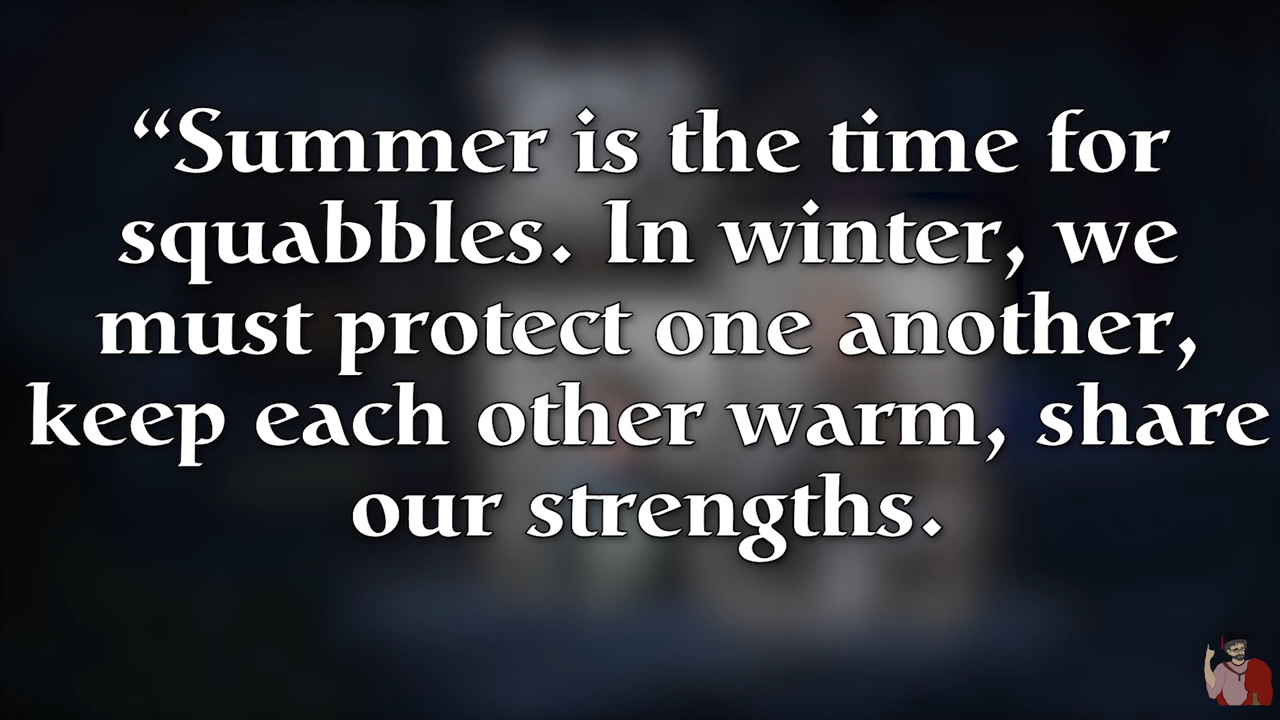 “Summer is the time for
squabbles. In winter, we
must protect one another,
keep each other warm, share
our strengths.